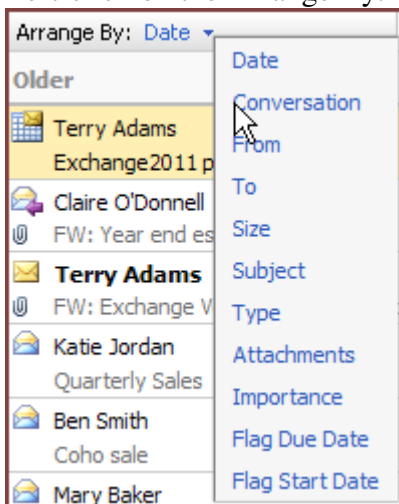 Arrange By: Date
Older
Terry Adams
Exchange2011 p
Claire O'Donnell
FW: Year end es
Terry Adams
FW: Exchange V
Katie Jordan
Quarterly Sales
Ben Smith
Coho sale
Mary Baker
Date
Conversation
From
To
Size
Subject
Type
Attachments
Importance
Flag Due Date
Flag Start Date